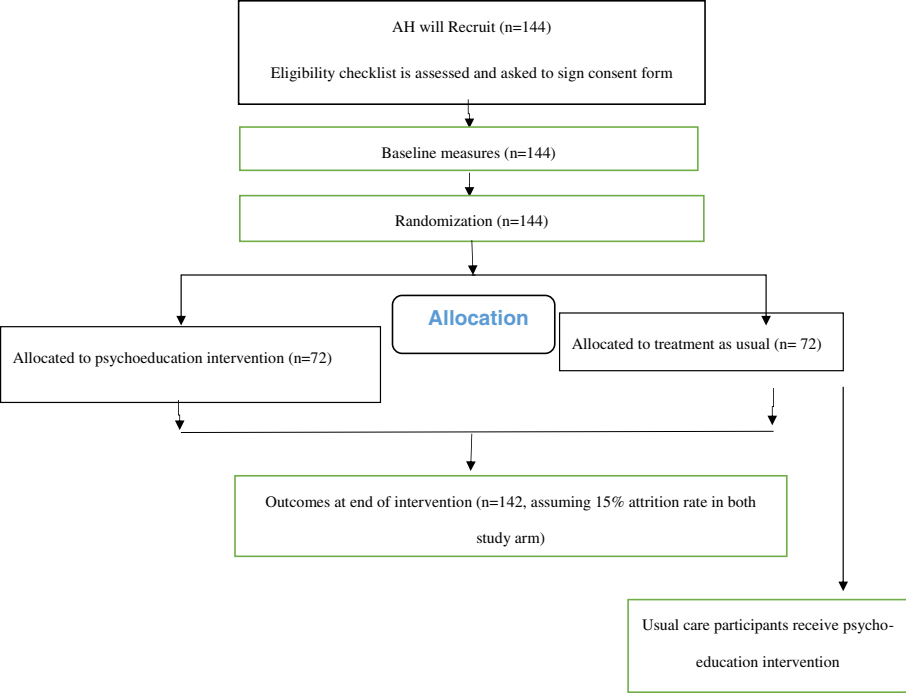 AH will Recruit (n=144)
Eligibility checklist is assessed and asked to sign consent form
Baseline measures (n=144)
Randomization (n=144)
Allocation
Allocated to psychoeducation intervention (n=72)
Allocated to treatment as usual (n= 72)
Outcomes at end of intervention (n=142, assuming 15% attrition rate in both
study arm)
Usual care participants receive psycho-
education intervention